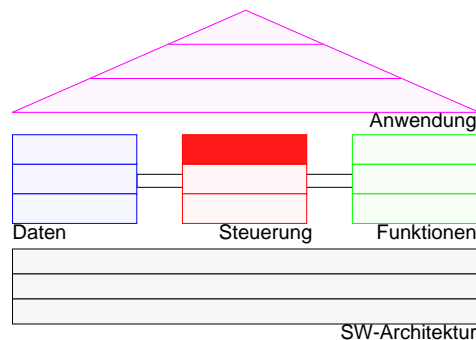 Anwendung
Daten
Steuerung
Funktionen
SW-Architektur